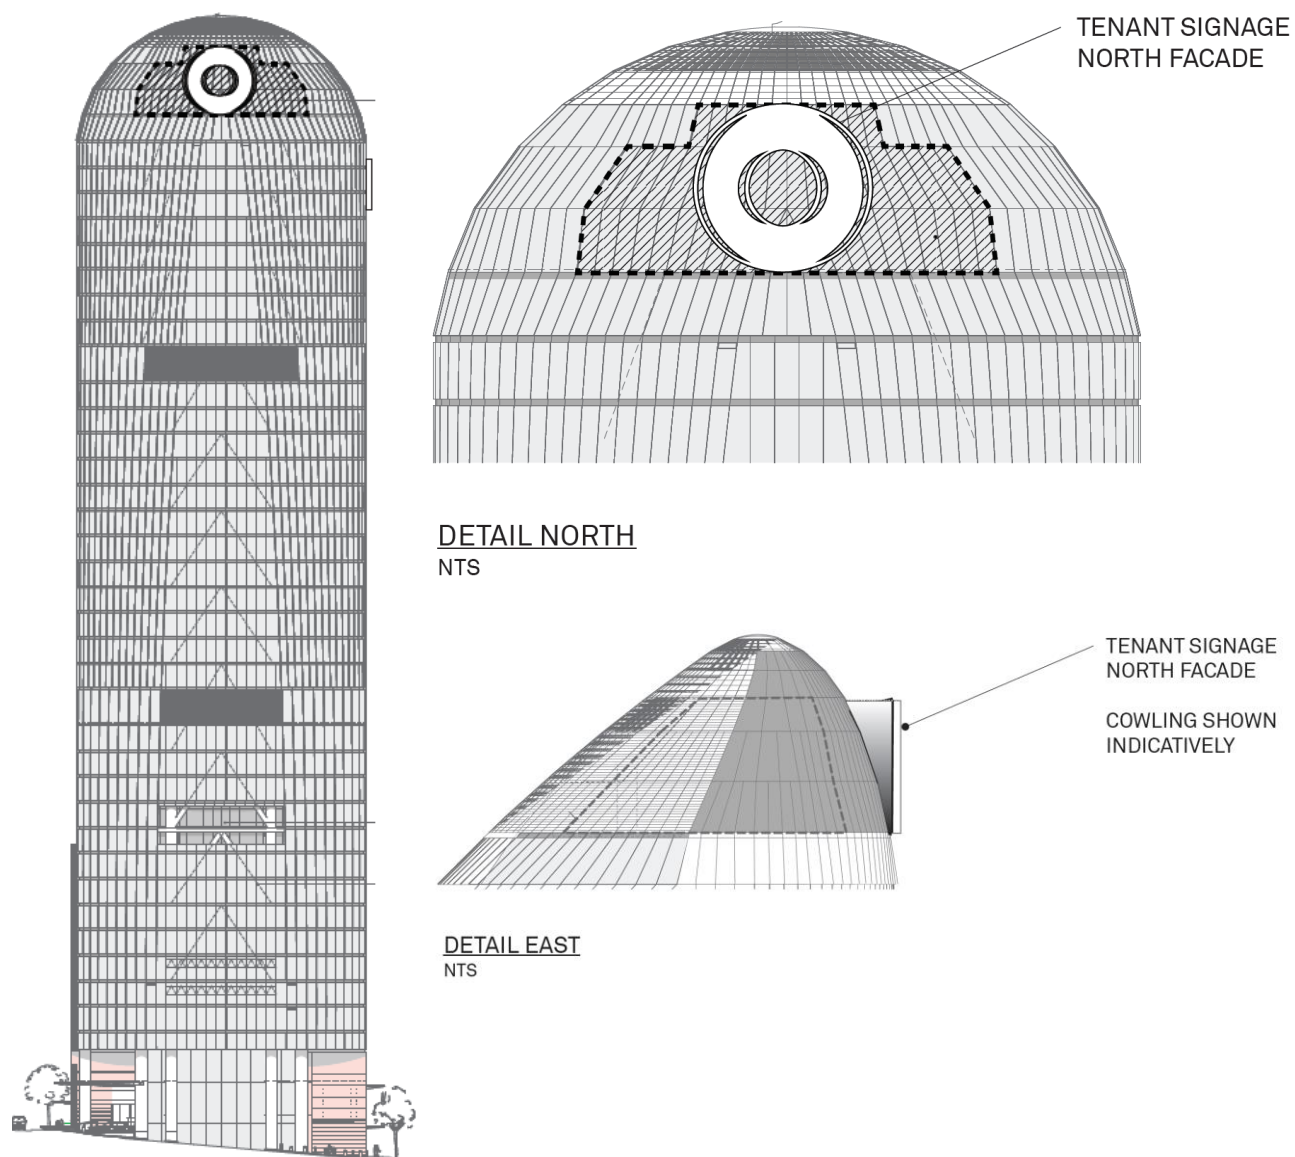 TENANT SIGNAGE
NORTH FACADE
DETAIL NORTH
NTS
TENANT SIGNAGE
NORTH FACADE
COWLING SHOWN
INDICATIVELY
DETAIL EAST
NTS